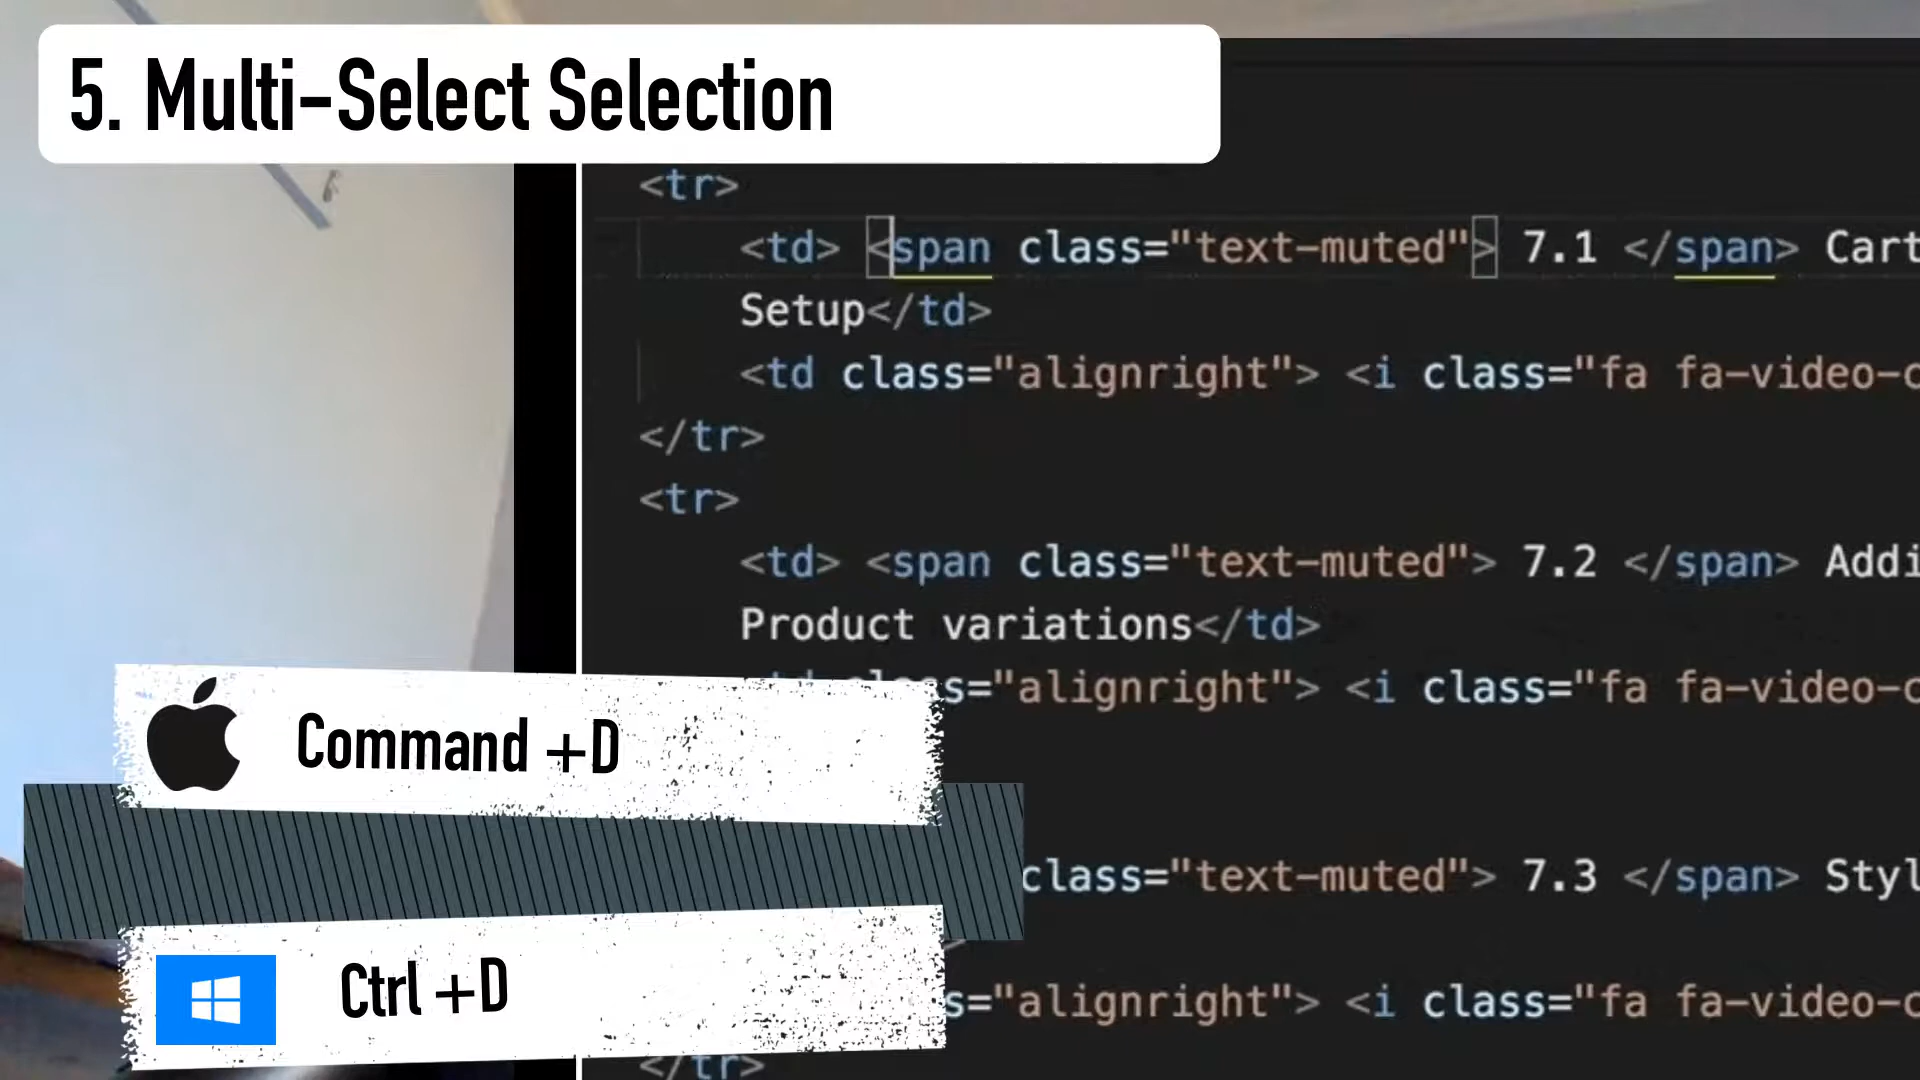 5. Multi-Select Selection
<tr>
<td> <span class="text-muted"> 7.1 </span> Cart
Setup</td>
<td class="alignright"> <i class="fa fa-video-c
</tr>
<tr>
<td> <span class="text-muted"> 7.2 </span> Addi
Product variations</td>
class="alignright"> <i class="fa fa-video-c
Command +D
class="text-muted"> 7.3 </span> Styl
Ctrl +D
s="alignright"> <i class="fa fa-video-c
</tr>